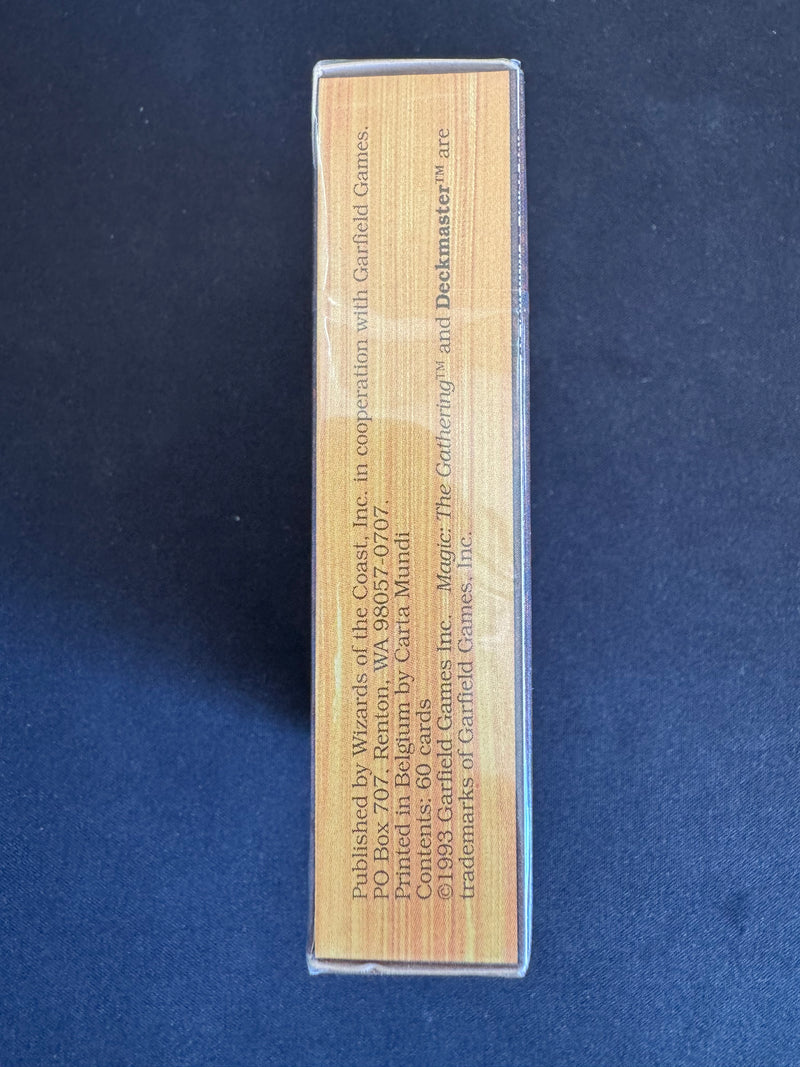 Published by Wizards of the Coast, Inc. in cooperation with Garfield Games.
PO Box 707, Renton, WA 98057-0707.
Printed in Belgium by Carta Mundi
Contents: 60 cards
©1993 Garfield Games Inc. Magic: The Gathering™ and Deckmaster™ are
trademarks of Garfield Games, Inc.